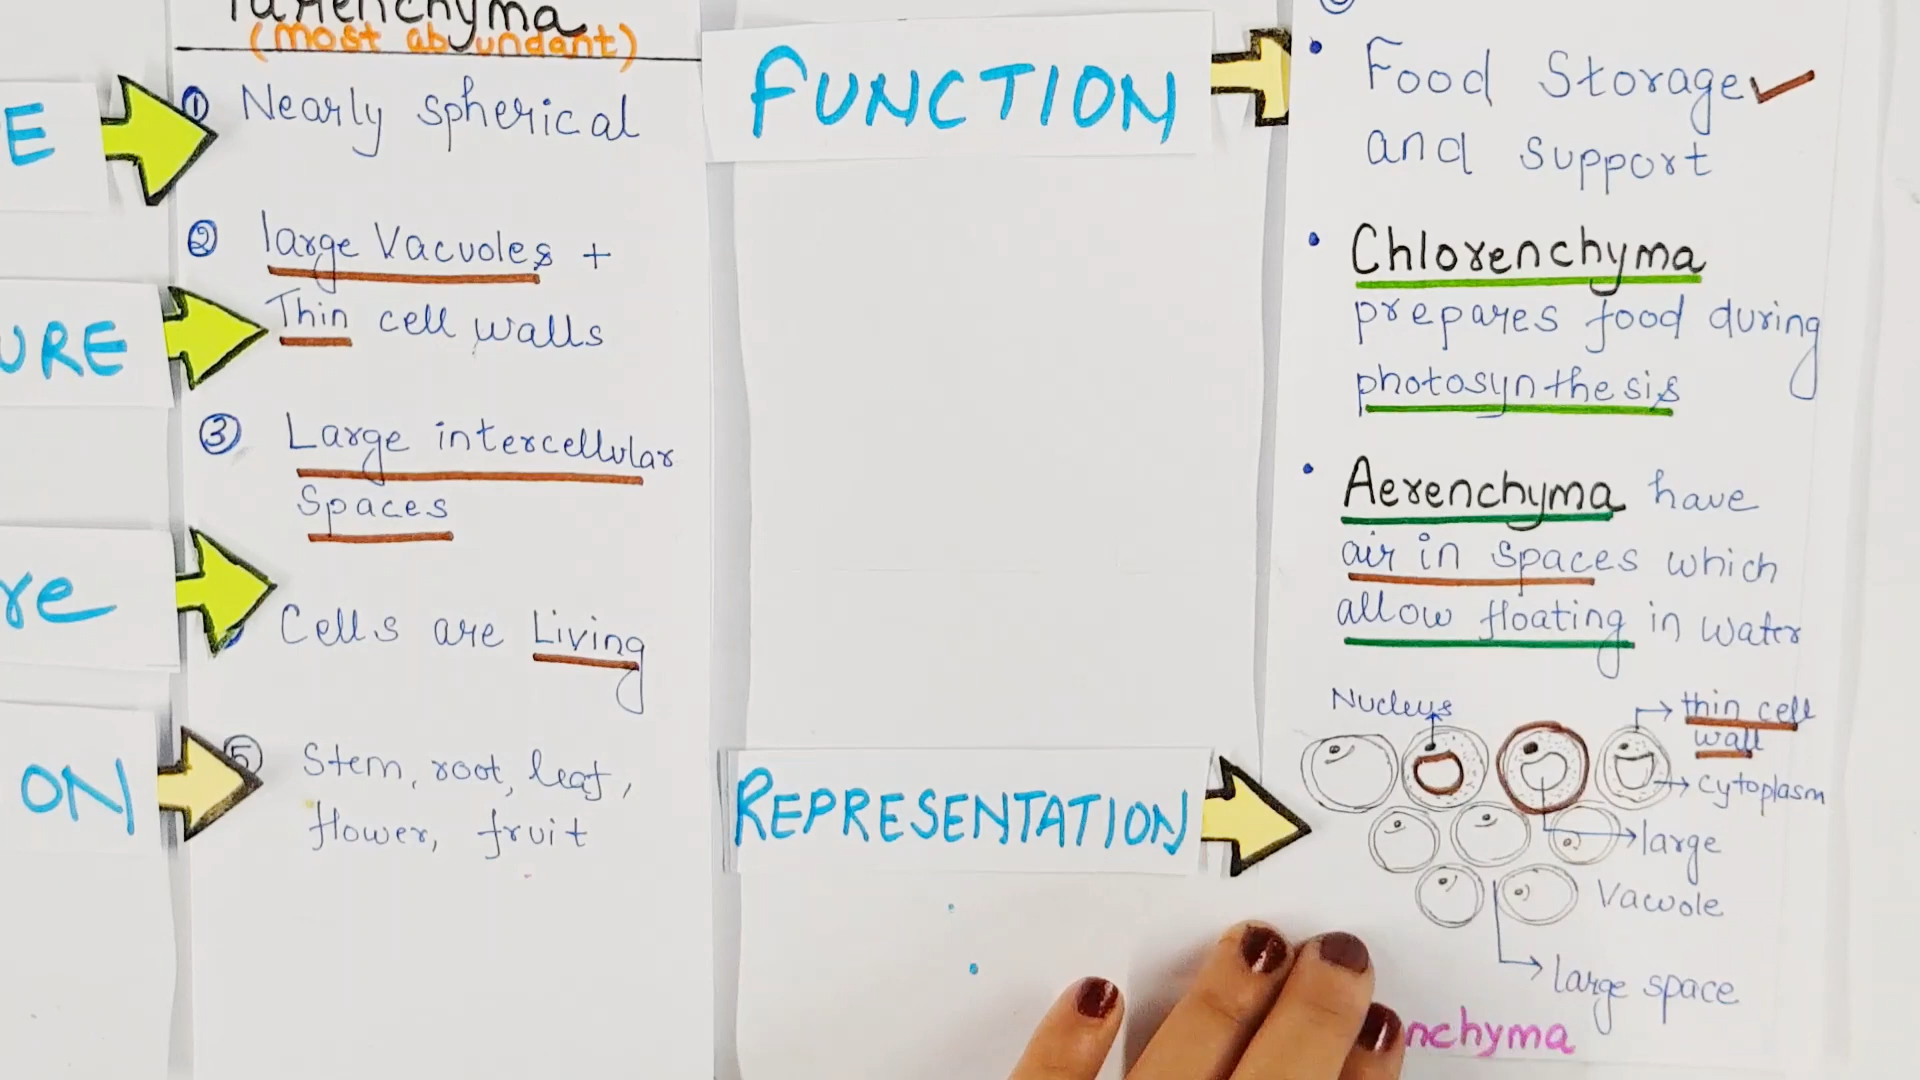 (most abundant)
E
① Nearly spherical
② large Vacuoles +
URE
Thin cell walls
③ Large intercellular
Spaces
re
Cells are Living
ON
⑤ Stem, root, leaf,
flower, fruit
FUNCTION
REPRESENTATION
• Food Storage ✓
and support
• Chlorenchyma
prepares food during
photosynthesis
• Aerenchyma have
air in spaces which
allow floating in water
Nucleus
thin cell
wall
cytoplasm
large
Vacuole
large space
nchyma